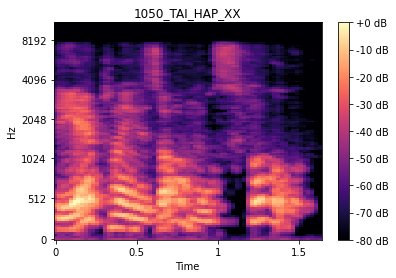 1050_TAI_HAP_XX
+0 dB
8192
-10 dB
4096
-20 dB
-30 dB
2048
Hz
-40 dB
1024
-50 dB
512
-60 dB
-70 dB
0
-80 dB
0
0.5
1
1.5
Time